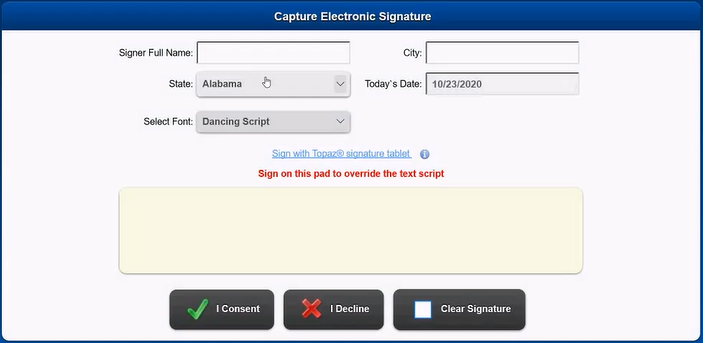 Capture Electronic Signature
Signer Full Name: City:
State: Alabama Today`s Date: 10/23/2020
Select Font: Dancing Script
Sign with Topaz® signature tablet i
Sign on this pad to override the text script
I Consent I Decline Clear Signature